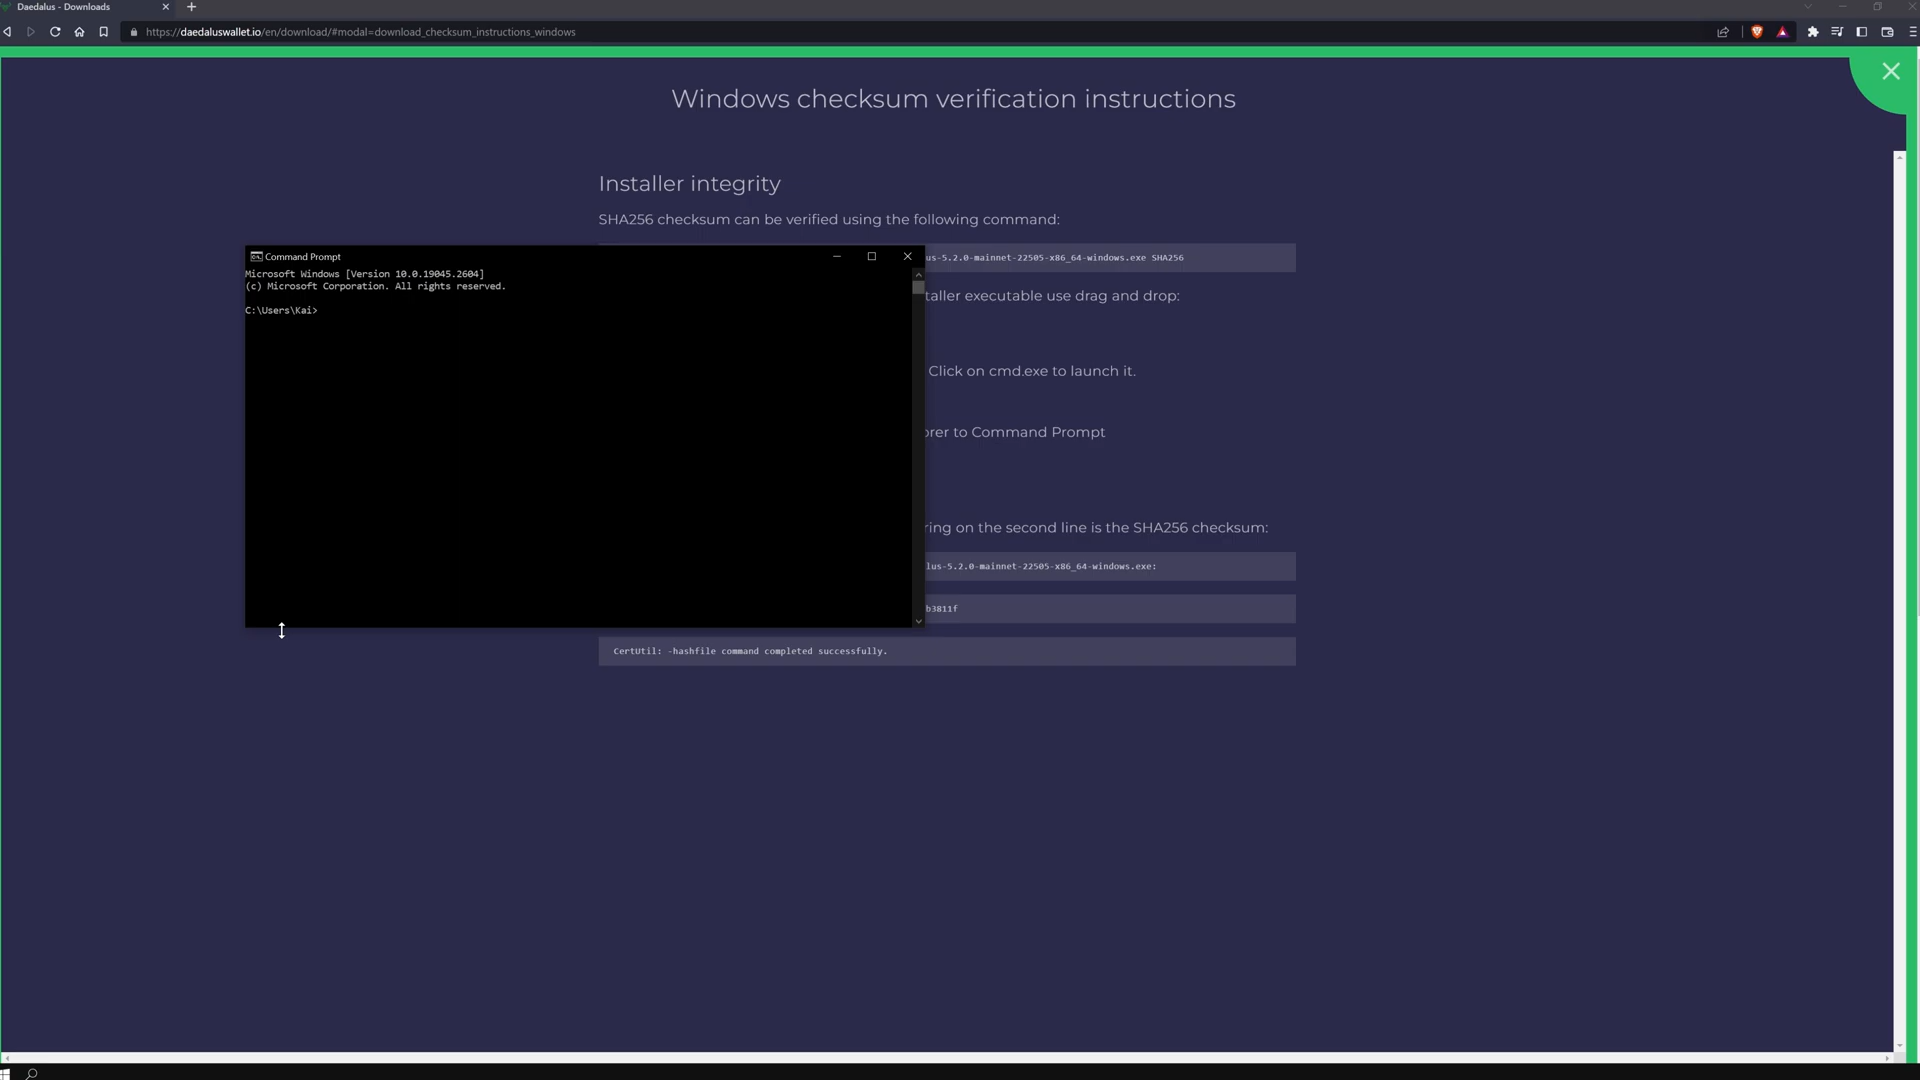 Daedalus - Downloads
https://daedaluswallet.io/en/download/#modal=download_checksum_instructions_windows
Windows checksum verification instructions
Installer integrity
SHA256 checksum can be verified using the following command:
us-5.2.0-mainnet-22505-x86_64-windows.exe SHA256
Command Prompt
Microsoft Windows [Version 10.0.19045.2604]
(c) Microsoft Corporation. All rights reserved.
C:\Users\Kai>
taller executable use drag and drop:
Click on cmd.exe to launch it.
orer to Command Prompt
ring on the second line is the SHA256 checksum:
lus-5.2.0-mainnet-22505-x86_64-windows.exe:
b3811f
CertUtil: -hashfile command completed successfully.